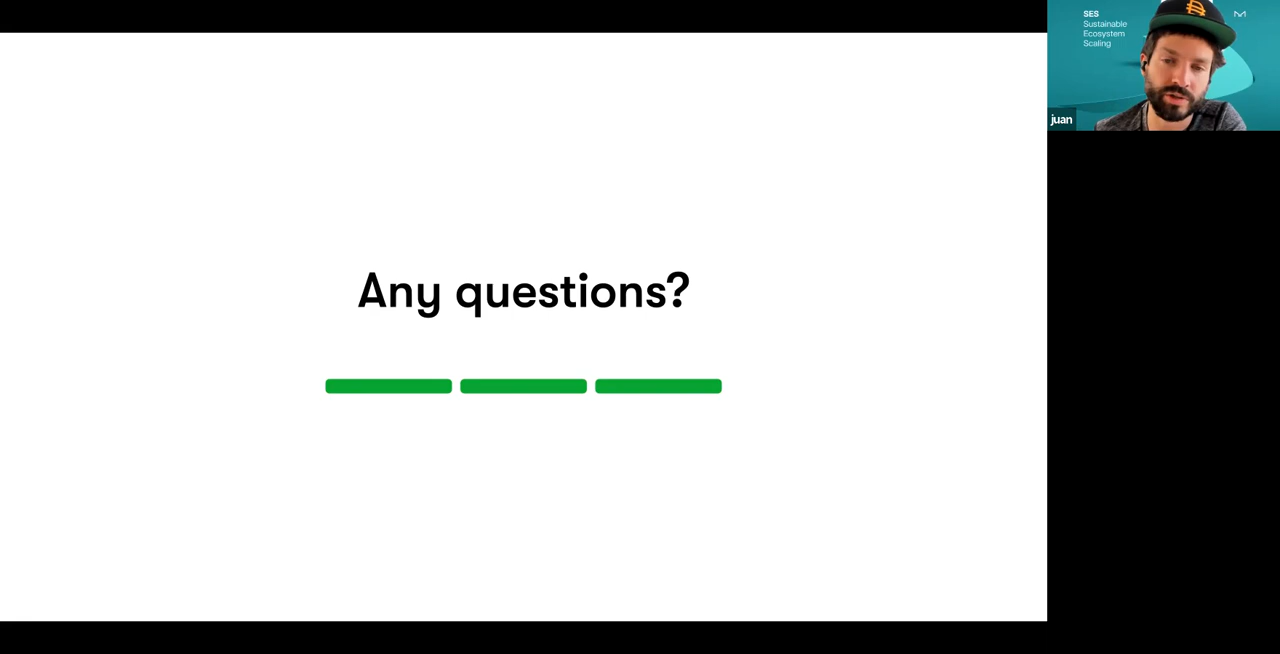 Any questions?
SES
Sustainable
Ecosystem
Scaling
juan